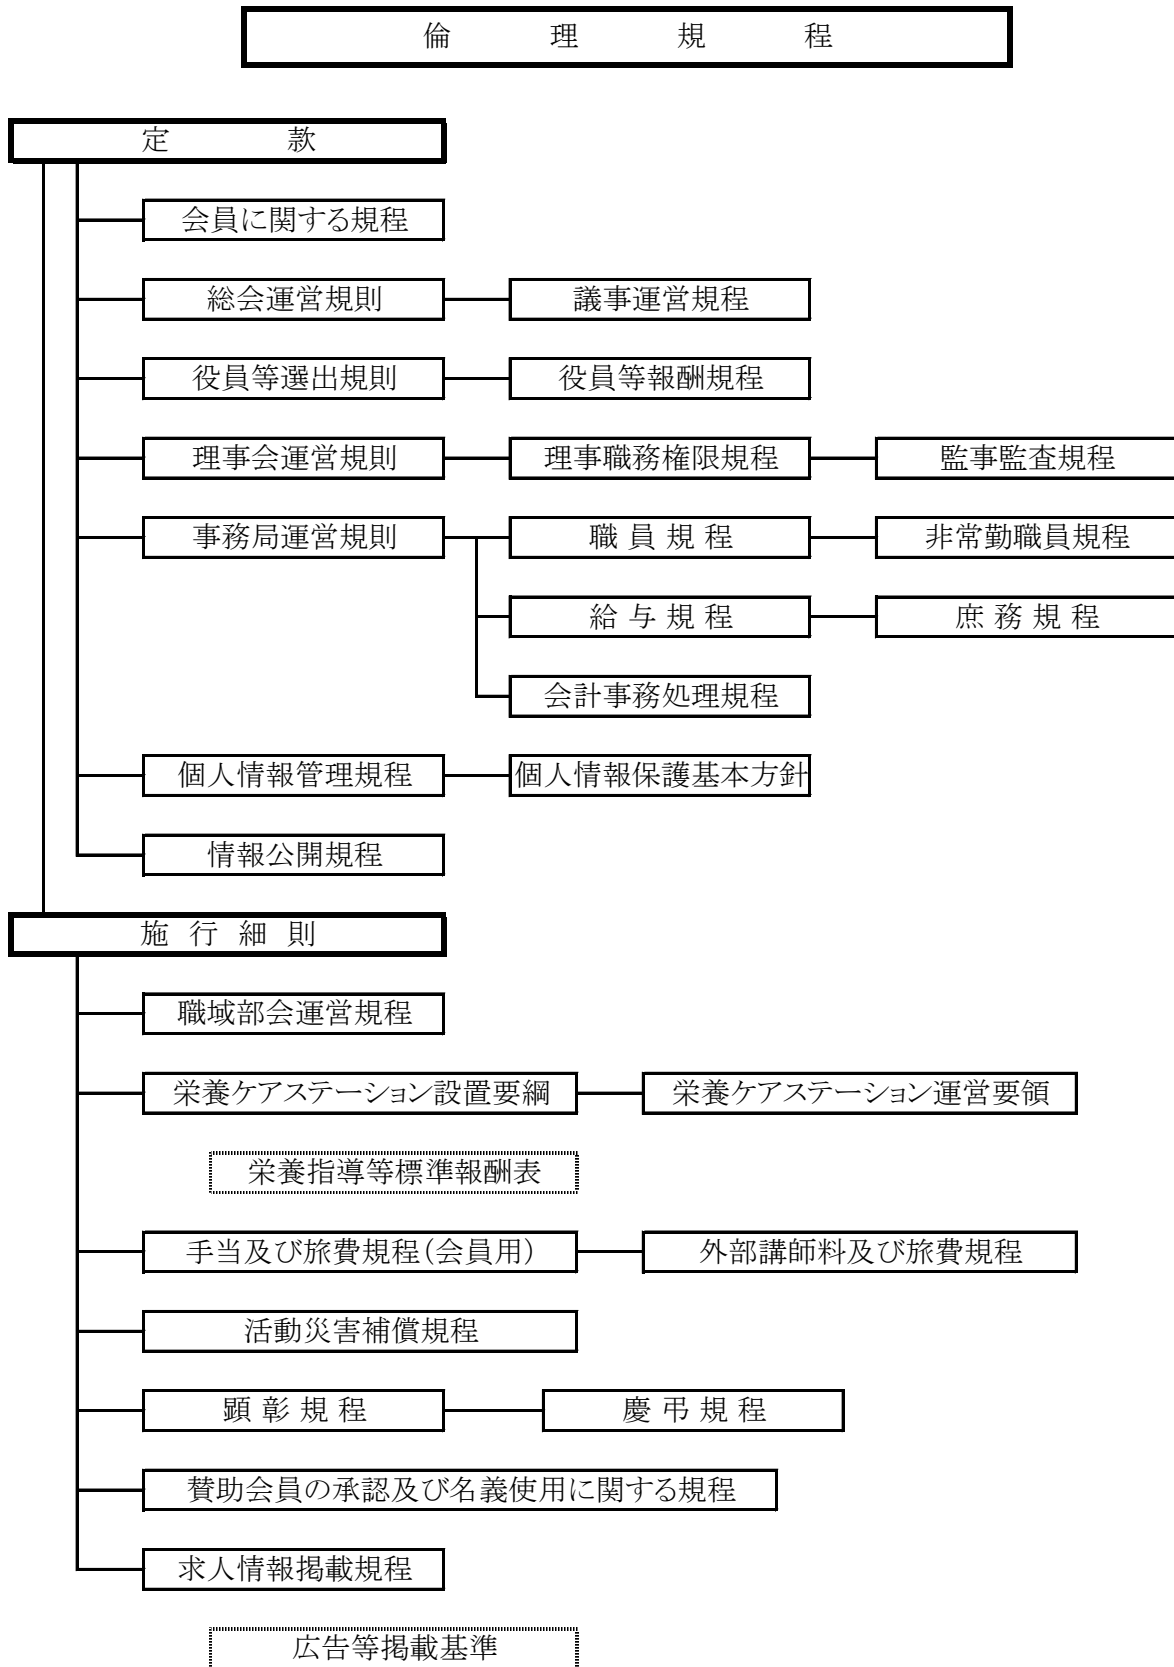 倫理規程
定款
会員に関する規程
総会運営規則 議事運営規程
役員等選出規則 役員等報酬規程
理事会運営規則 理事職務権限規程 監事監査規程
事務局運営規則 職員規程 非常勤職員規程
給与規程 庶務規程
会計事務処理規程
個人情報管理規程 個人情報保護基本方針
情報公開規程
施行細則
職域部会運営規程
栄養ケアステーション設置要綱 栄養ケアステーション運営要領
栄養指導等標準報酬表
手当及び旅費規程(会員用) 外部講師料及び旅費規程
活動災害補償規程
顕彰規程 慶弔規程
賛助会員の承認及び名義使用に関する規程
求人情報掲載規程
広告等掲載基準